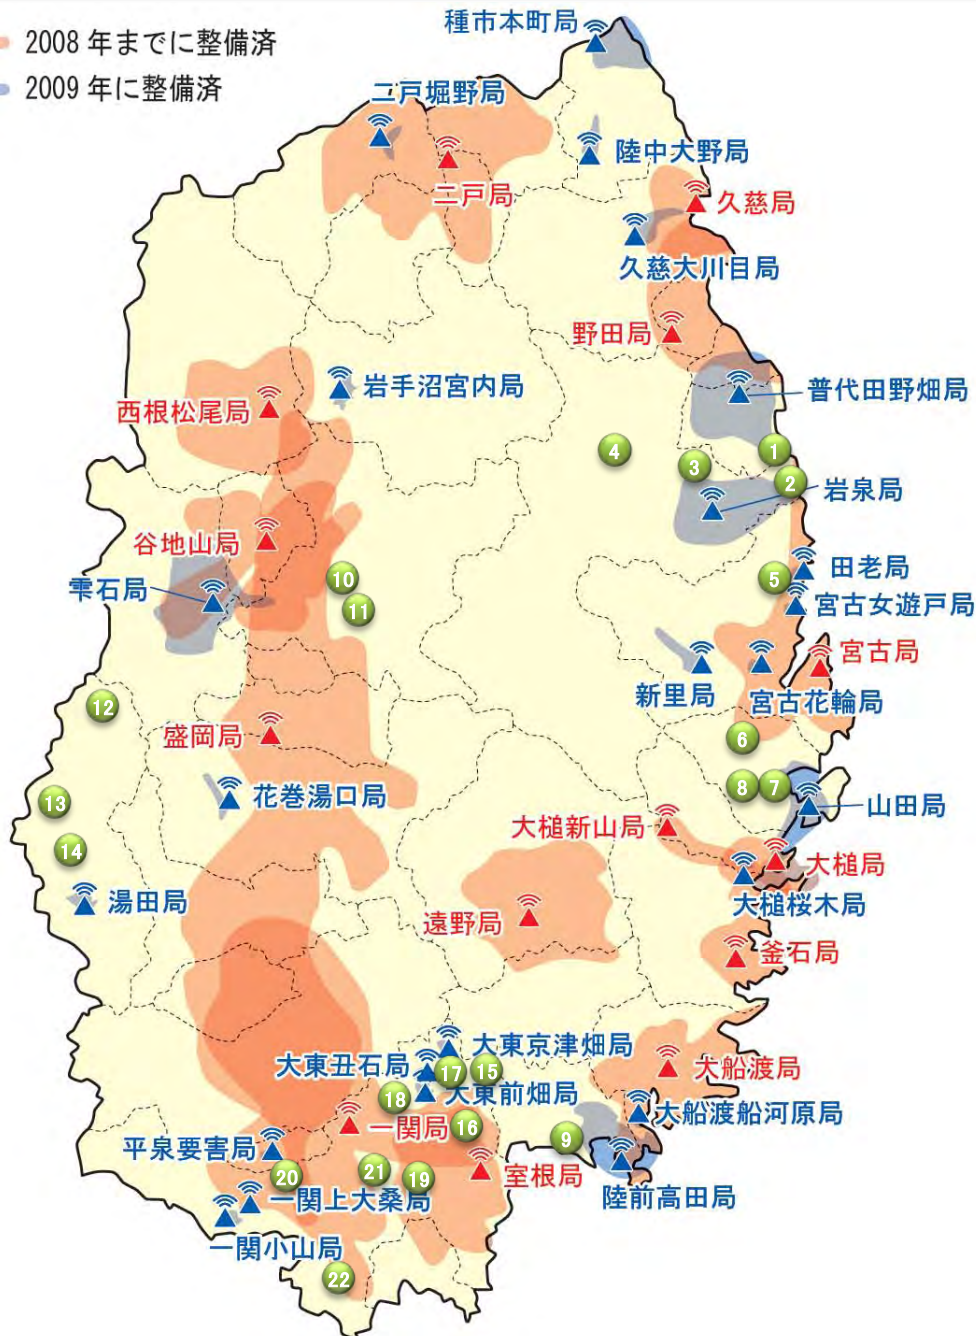 種市本町局
2008 年までに整備済
2009 年に整備済
二戸堀野局
陸中大野局
二戸局
久慈局
久慈大川目局
野田局
岩手沼宮内局
普代田野畑局
西根松尾局
4
1
3
2
岩泉局
谷地山局
田老局
10
5
雫石局
宮古女遊戸局
11
宮古局
新里局
宮古花輪局
12
盛岡局
6
8
7
花巻湯口局
13
山田局
大槌新山局
14
大槌局
湯田局
大槌桜木局
遠野局
釜石局
大東京津畑局
大東丑石局
17
15
大船渡局
大東前畑局
18
大船渡船河原局
一関局
16
9
平泉要害局
21
20
19
室根局
一関上大桑局
陸前高田局
一関小山局
22